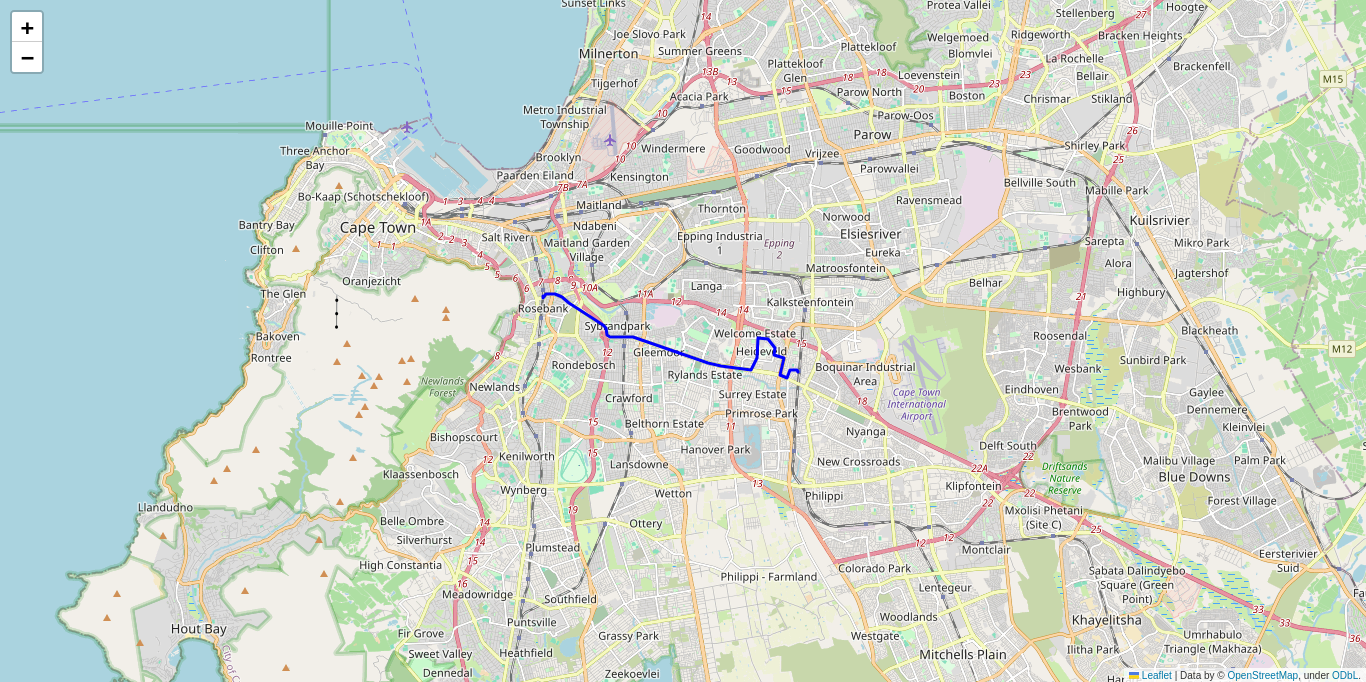 +
−
Sunset Links
Protea Vallei
Hoogte
Stellenberg
Joe Slovo Park
Welgemoed
Ridgeworth
Bracken Heights
Milnerton
Summer Greens
Plattekloof
Blomvlei
La Rochelle
Plattekloof
Glen
Loevenstein
Bellair
Brackenfell
Tijgerhof
Acacia Park
Parow North
Boston
Chrismar
Stikland
M15
Metro Industrial
Township
Parow-Oos
Mouille Point
Parow
Three Anchor
Bay
Brooklyn
Windermere
Goodwood
Vrijzee
Shirley Park
Paarden Eiland
Kensington
Parowvallei
Bellville South
Mabille Park
Bo-Kaap (Schotschekloof)
Maitland
Thornton
Ravensmead
Bantry Bay
Cape Town
Ndabeni
Norwood
Kuilsrivier
Clifton
Salt River
Maitland Garden
Village
Epping Industria
1
Epping
2
Elsiesriver
Eureka
Sarepta
Mikro Park
Oranjezicht
Matroosfontein
Alora
Jagtershof
The Glen
Langa
Belhar
Highbury
Rosebank
Kalksteenfontein
Bakoven
Sybrandpark
Welcome Estate
Roosendal
Blackheath
Rontree
Gleemoor
Heideveld
M12
Rondebosch
Rylands Estate
Boquinar Industrial
Area
Wesbank
Sunbird Park
Newlands
Forest
Newlands
Crawford
Surrey Estate
Cape Town
International
Airport
Eindhoven
Gaylee
Primrose Park
Brentwood
Park
Dennemere
Bishopscourt
Belthorn Estate
Nyanga
Kleinvlei
Kenilworth
Hanover Park
Delft South
Klaassenbosch
Lansdowne
New Crossroads
Driftsands
Nature
Reserve
Malibu Village
Palm Park
Wynberg
Wetton
Philippi
Klipfontein
Blue Downs
Llandudno
Belle Ombre
Ottery
Mxolisi Phetani
(Site C)
Forest Village
Silverhurst
Plumstead
Montclair
Eersterivier
Suid
High Constantia
Philippi - Farmland
Colorado Park
Sabata Dalindyebo
Square (Green
Point)
Meadowridge
Southfield
Lentegeur
Hout Bay
Puntsville
Woodlands
Khayelitsha
Fir Grove
Grassy Park
Westgate
Umrhabulo
Triangle (Makhaza)
Sweet Valley
Heathfield
Mitchells Plain
Ilitha Park
Dennedal
Zeekoevlei
Leaflet | Data by © OpenStreetMap, under ODbL.